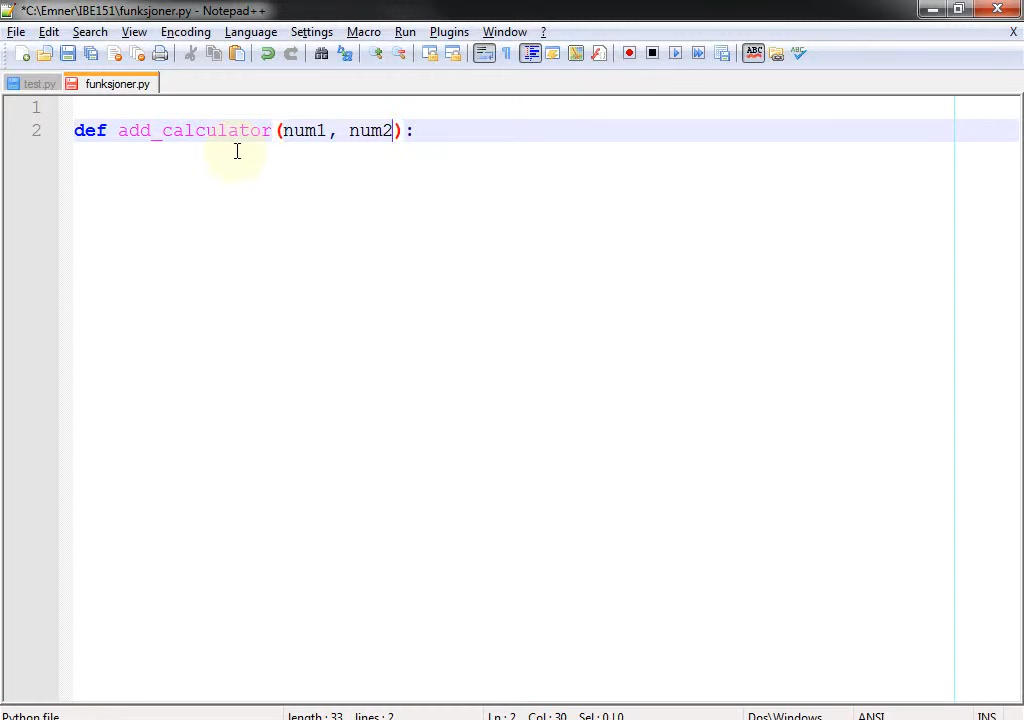 *C:\Emner\IBE151\funksjoner.py - Notepad++
File Edit Search View Encoding Language Settings Macro Run Plugins Window ? X
test.py funksjoner.py
1
2 def add_calculator(num1, num2):
Python file length : 33 lines : 2 Ln : 2 Col : 30 Sel : 0 | 0 Dos\Windows ANSI INS